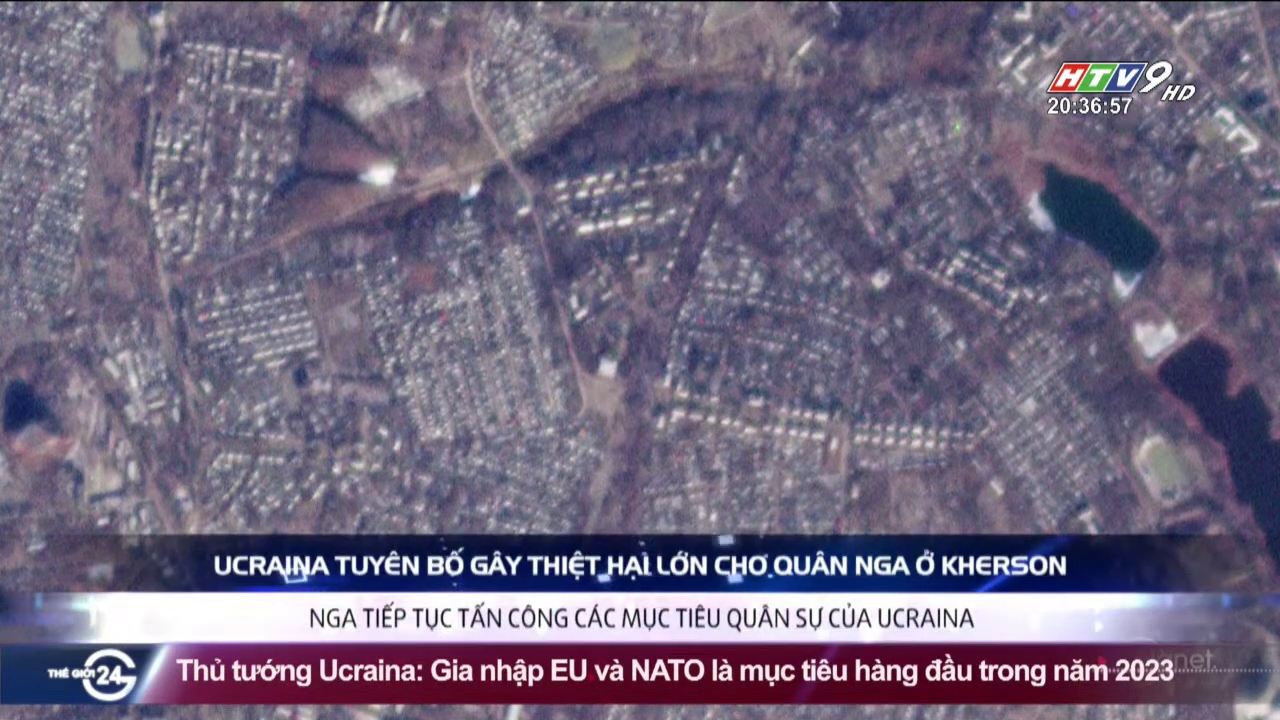 HTV9 HD
20:36:57
UCRAINA TUYÊN BỐ GÂY THIỆT HẠI LỚN CHO QUÂN NGA Ở KHERSON
NGA TIẾP TỤC TẤN CÔNG CÁC MỤC TIÊU QUÂN SỰ CỦA UCRAINA
THẾ GIỚI 24G
Thủ tướng Ucraina: Gia nhập EU và NATO là mục tiêu hàng đầu trong năm 2023